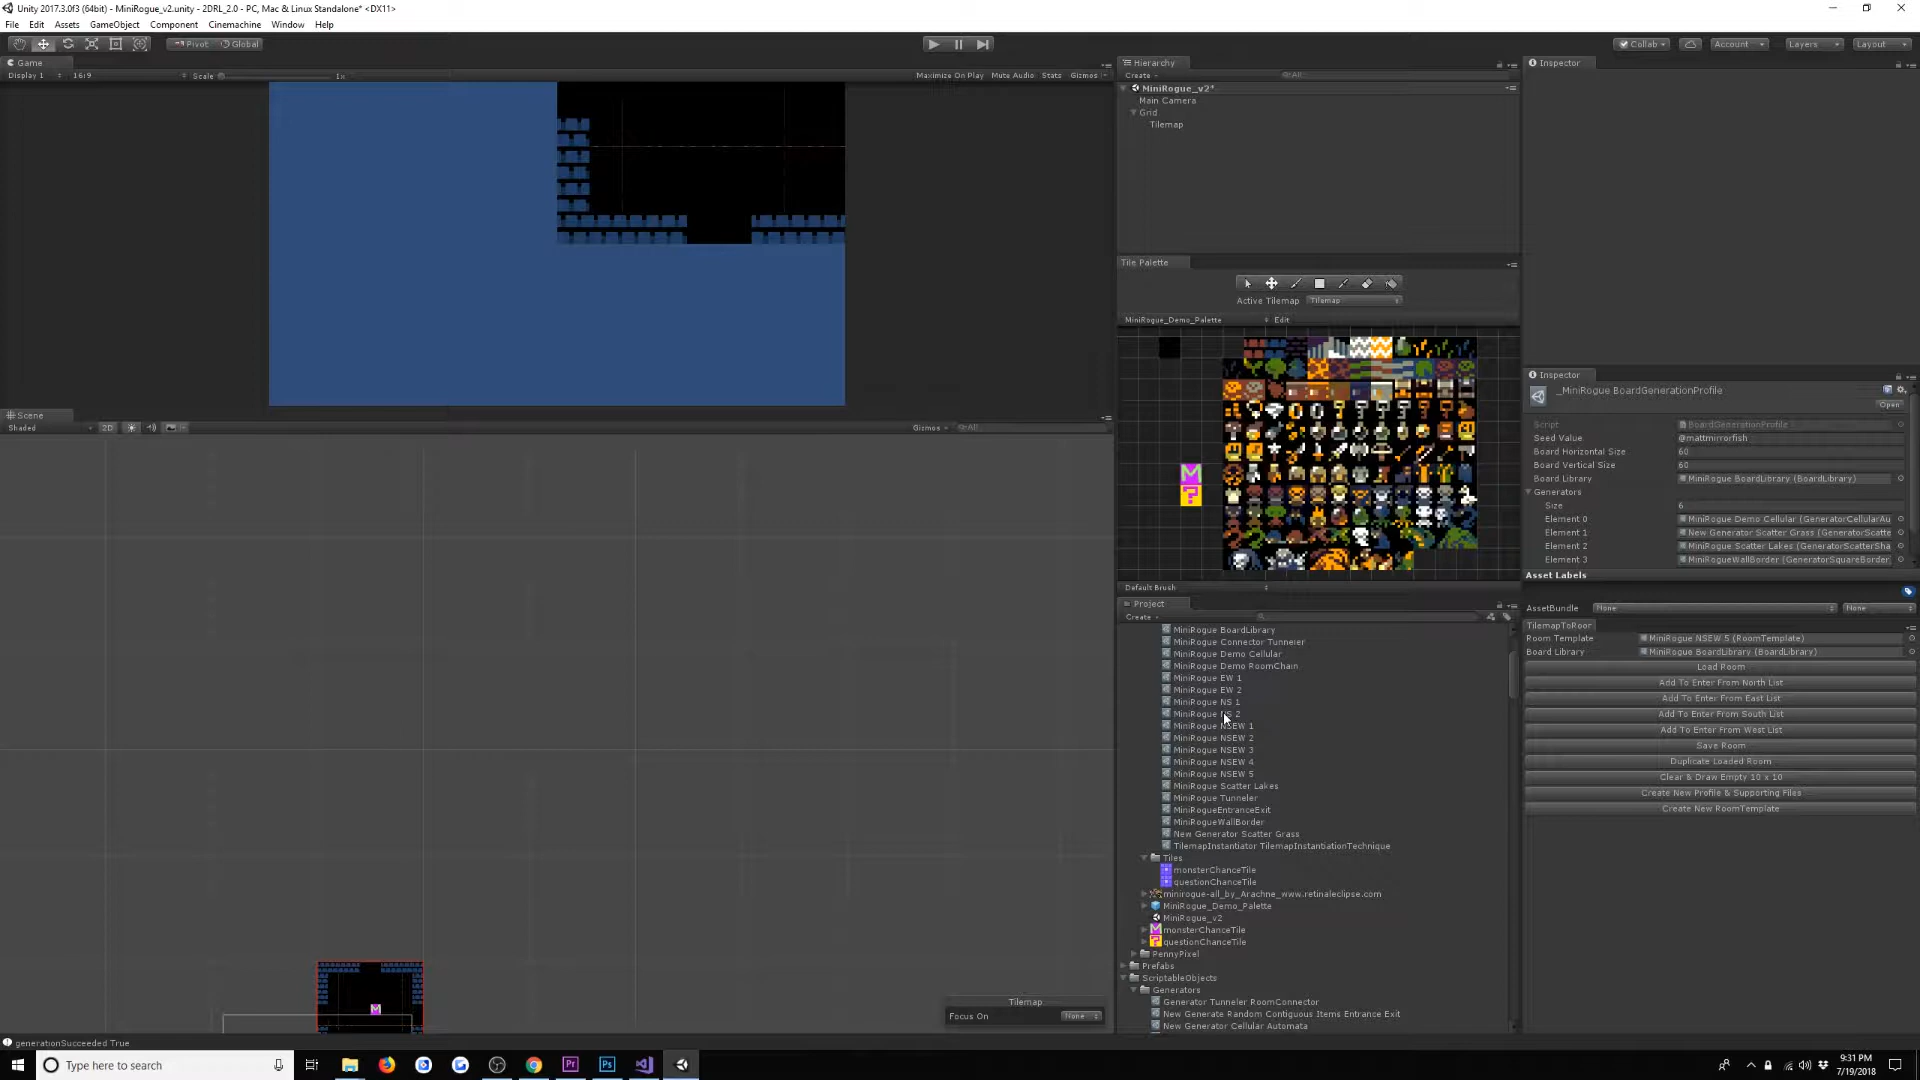 Unity 2017.3.0f3 (64bit) - MiniRogue_v2.unity - 2DRL_2.0 - PC, Mac & Linux Standalone* <DX11>
File Edit Assets GameObject Component Cinemachine Window Help
Pivot Global
Collab Account Layers Layout
Game
Display 1 16:9 Scale 1x Maximize On Play Mute Audio Stats Gizmos
Hierarchy
Create All
MiniRogue_v2*
Main Camera
Grid
Tilemap
Inspector
Tile Palette
Active Tilemap Tilemap
MiniRogue_Demo_Palette Edit
Default Brush
Scene
Shaded 2D Gizmos All
Tilemap
Focus On None
Project
Create
MiniRogue BoardLibrary
MiniRogue Connector Tunneler
MiniRogue Demo Cellular
MiniRogue Demo RoomChain
MiniRogue EW 1
MiniRogue EW 2
MiniRogue NS 1
MiniRogue NS 2
MiniRogue NSEW 1
MiniRogue NSEW 2
MiniRogue NSEW 3
MiniRogue NSEW 4
MiniRogue NSEW 5
MiniRogue Scatter Lakes
MiniRogue Tunneler
MiniRogueEntranceExit
MiniRogueWallBorder
New Generator Scatter Grass
TilemapInstantiator TilemapInstantiationTechnique
Tiles
monsterChanceTile
questionChanceTile
minirogue-all_by_Arachne_www.retinaleclipse.com
MiniRogue_Demo_Palette
MiniRogue_v2
monsterChanceTile
questionChanceTile
PennyPixel
Prefabs
ScriptableObjects
Generators
Generator Tunneler RoomConnector
New Generate Random Contiguous Items Entrance Exit
New Generator Cellular Automata
Inspector
_MiniRogue BoardGenerationProfile
Open
Script BoardGenerationProfile
Seed Value @mattmirrorfish
Board Horizontal Size 60
Board Vertical Size 60
Board Library MiniRogue BoardLibrary (BoardLibrary)
Generators
Size 6
Element 0 MiniRogue Demo Cellular (GeneratorCellularAu
Element 1 New Generator Scatter Grass (GeneratorScatte
Element 2 MiniRogue Scatter Lakes (GeneratorScatterSha
Element 3 MiniRogueWallBorder (GeneratorSquareBorder
Asset Labels
AssetBundle None None
TilemapToRoor
Room Template MiniRogue NSEW 5 (RoomTemplate)
Board Library MiniRogue BoardLibrary (BoardLibrary)
Load Room
Add To Enter From North List
Add To Enter From East List
Add To Enter From South List
Add To Enter From West List
Save Room
Duplicate Loaded Room
Clear & Draw Empty 10 x 10
Create New Profile & Supporting Files
Create New RoomTemplate
generationSucceeded True
Type here to search
9:31 PM
7/19/2018